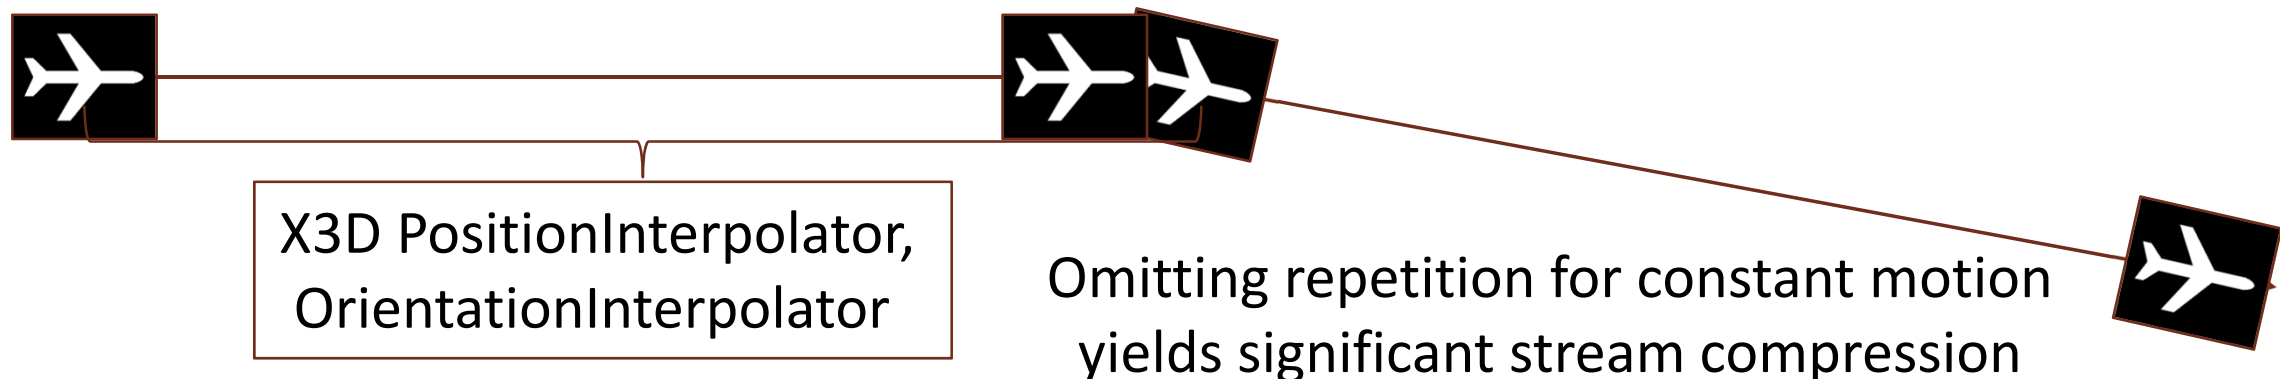 X3D PositionInterpolator,
OrientationInterpolator
Omitting repetition for constant motion
yields significant stream compression